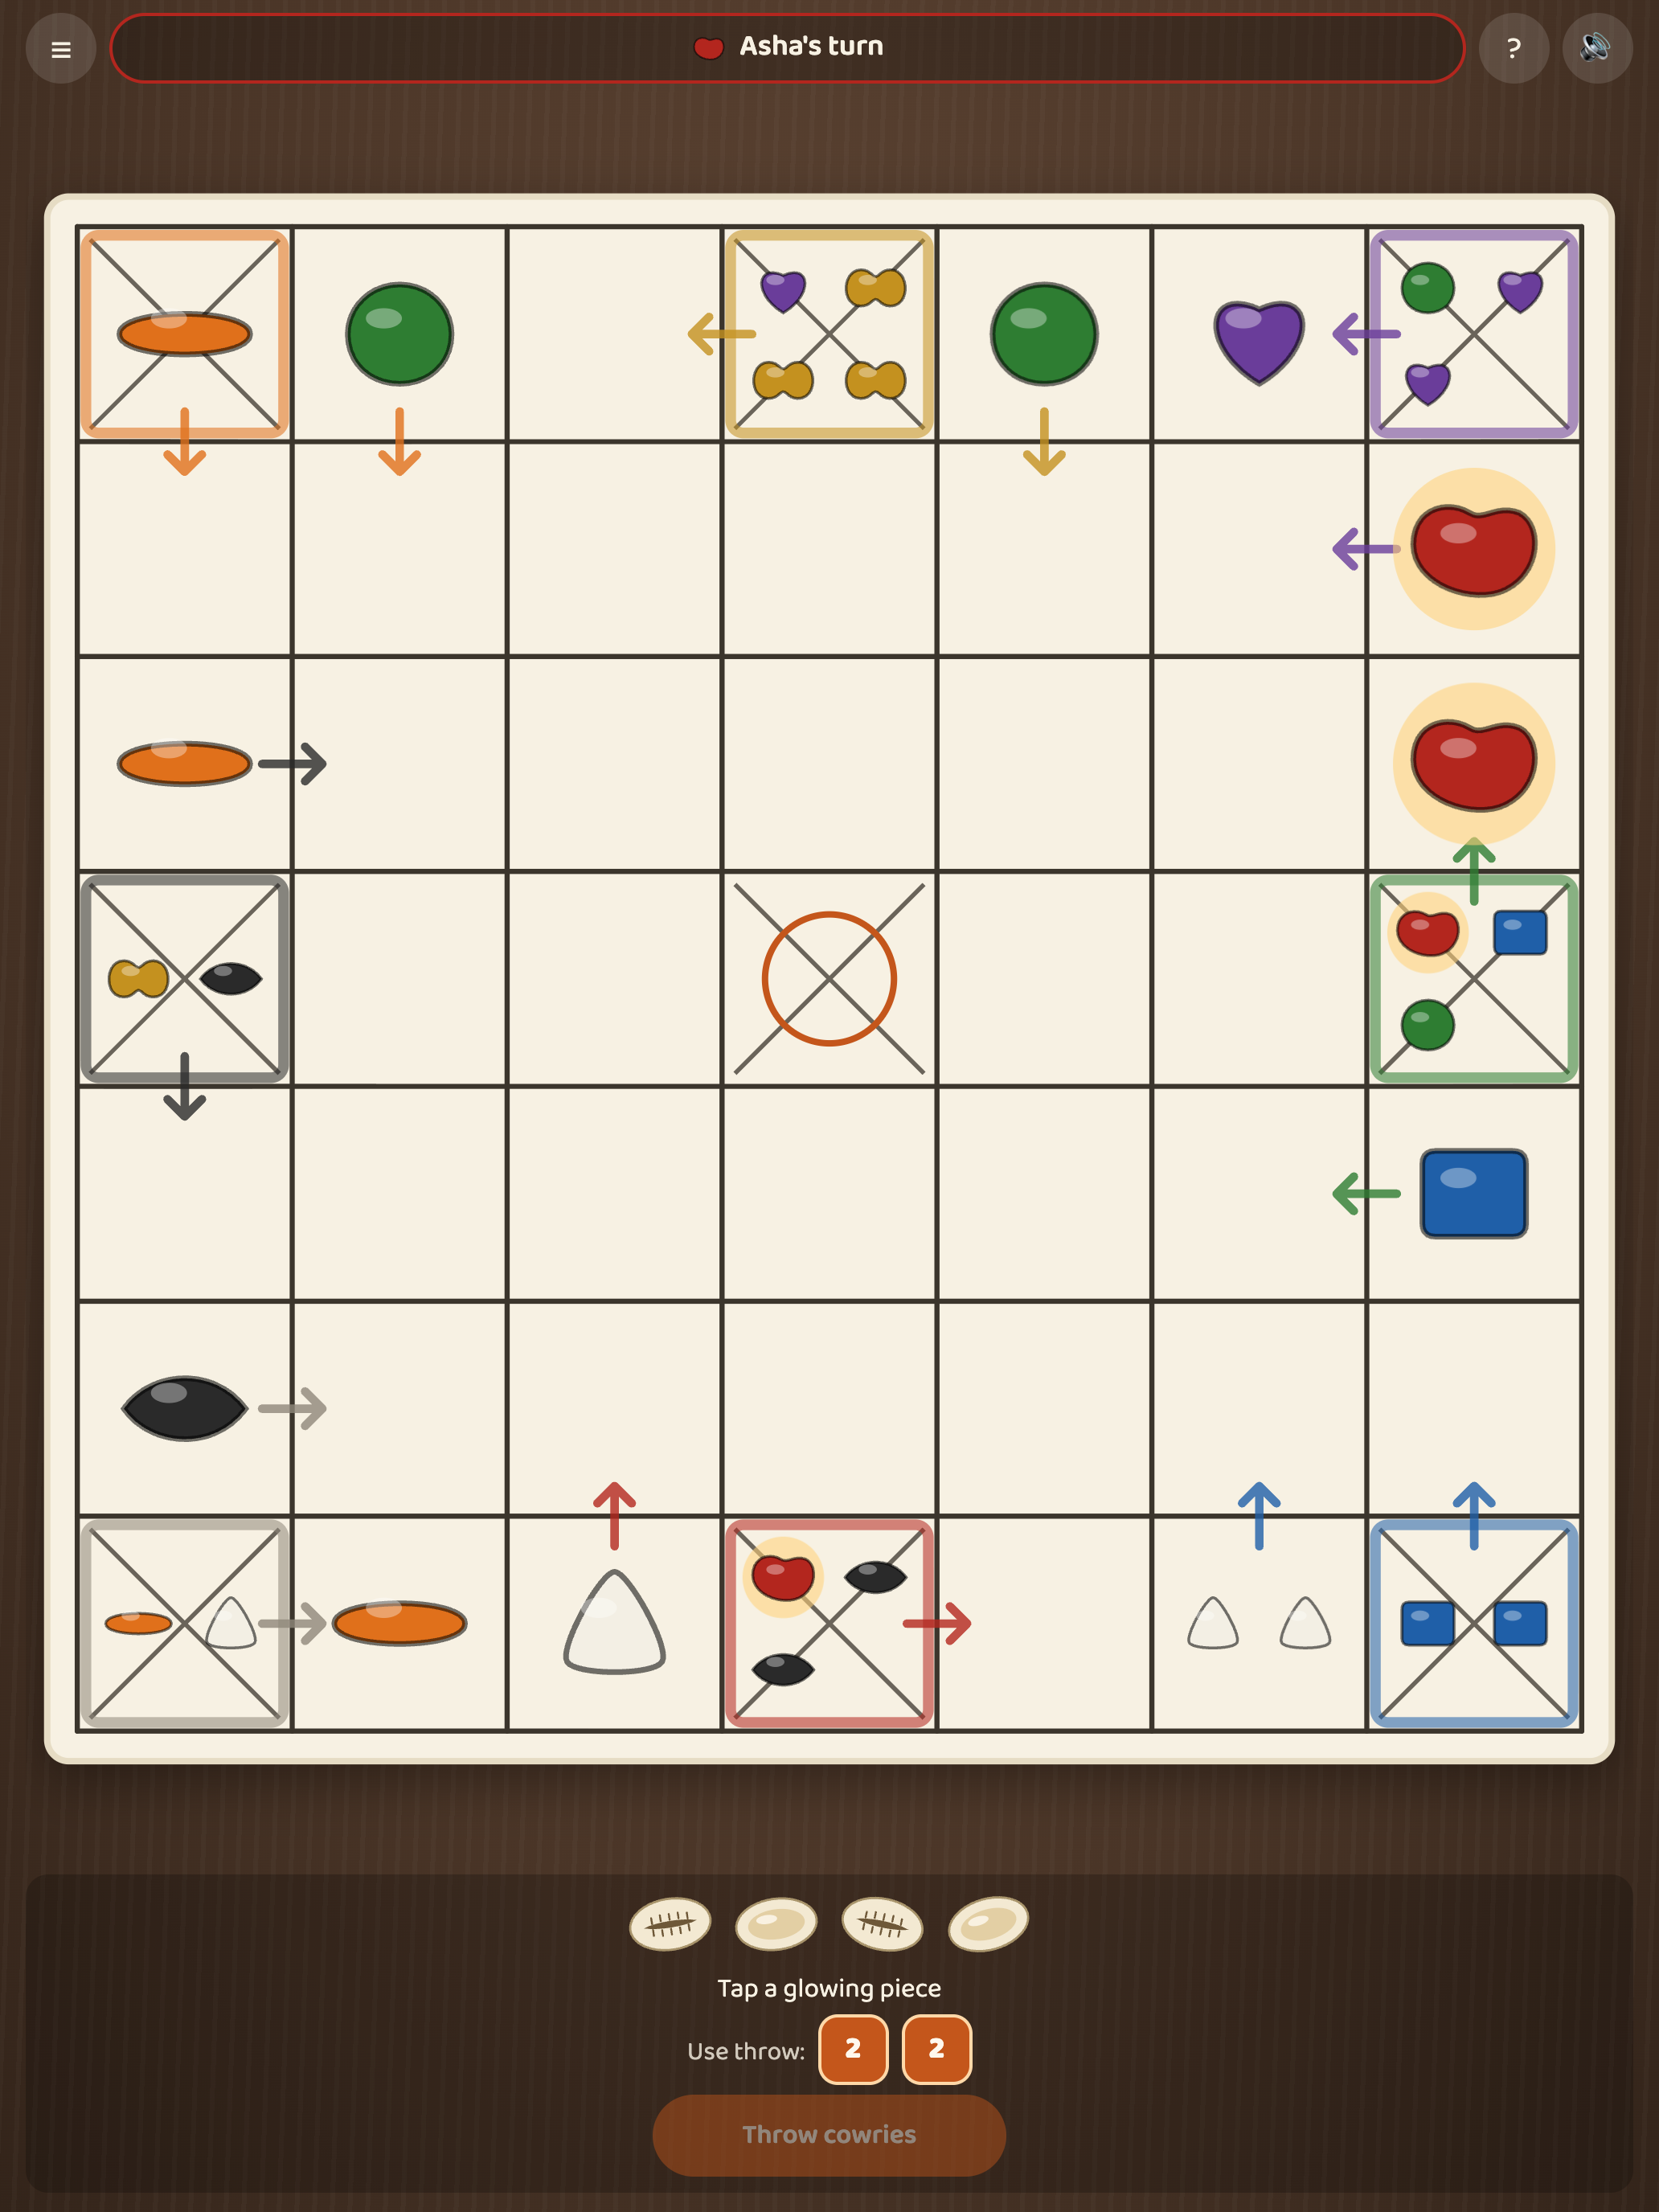 Asha's turn
?
Tap a glowing piece
Use throw: 2 2
Throw cowries